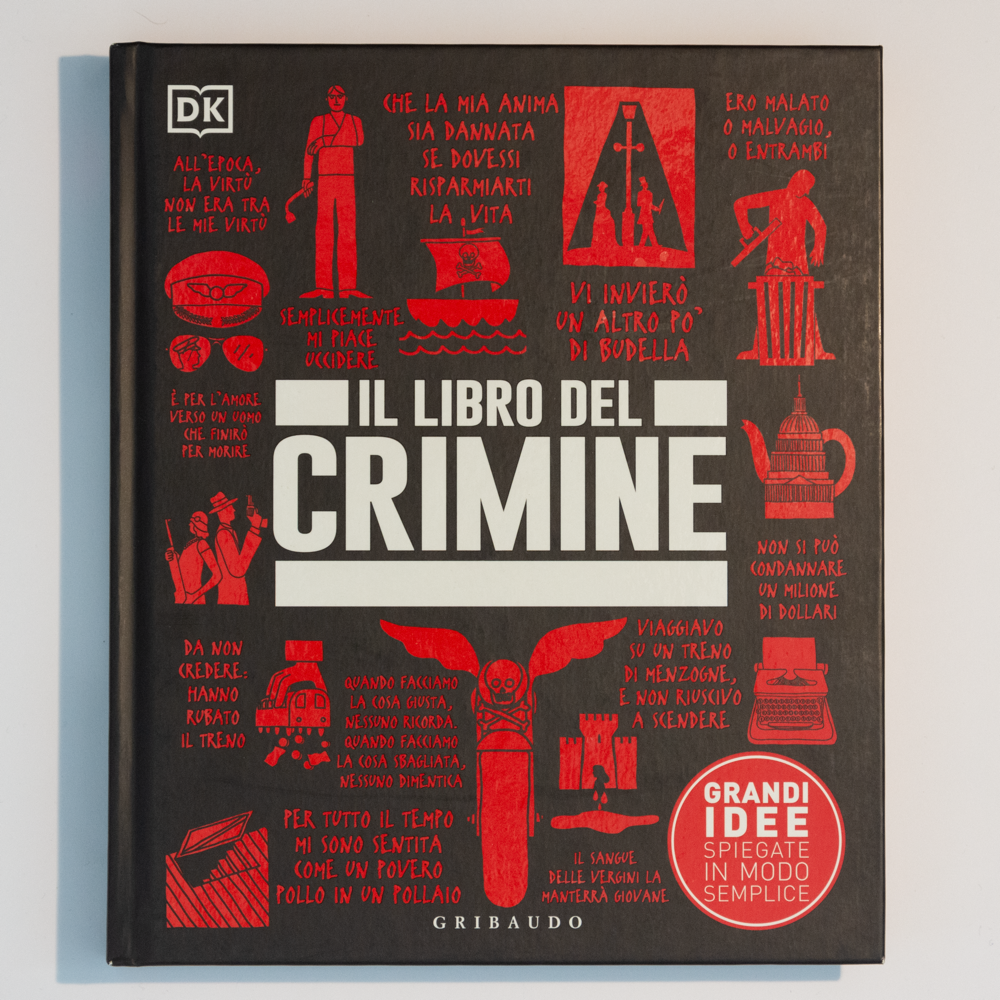 DK
ALL'EPOCA,
LA VIRTÙ
NON ERA TRA
LE MIE VIRTÙ
CHE LA MIA ANIMA
SIA DANNATA
SE DOVESSI
RISPARMIARTI
LA VITA
ERO MALATO
O MALVAGIO,
O ENTRAMBI
SEMPLICEMENTE
MI PIACE
UCCIDERE
VI INVIERÒ
UN ALTRO PO'
DI BUDELLA
È PER L'AMORE
VERSO UN UOMO
CHE FINIRÒ
PER MORIRE
IL LIBRO DEL
CRIMINE
NON SI PUÒ
CONDANNARE
UN MILIONE
DI DOLLARI
DA NON
CREDERE:
HANNO
RUBATO
IL TRENO
QUANDO FACCIAMO
LA COSA GIUSTA,
NESSUNO RICORDA.
QUANDO FACCIAMO
LA COSA SBAGLIATA,
NESSUNO DIMENTICA
VIAGGIAVO
SU UN TRENO
DI MENZOGNE,
E NON RIUSCIVO
A SCENDERE
PER TUTTO IL TEMPO
MI SONO SENTITA
COME UN POVERO
POLLO IN UN POLLAIO
IL SANGUE
DELLE VERGINI LA
MANTERRÀ GIOVANE
GRANDI
IDEE
SPIEGATE
IN MODO
SEMPLICE
GRIBAUDO